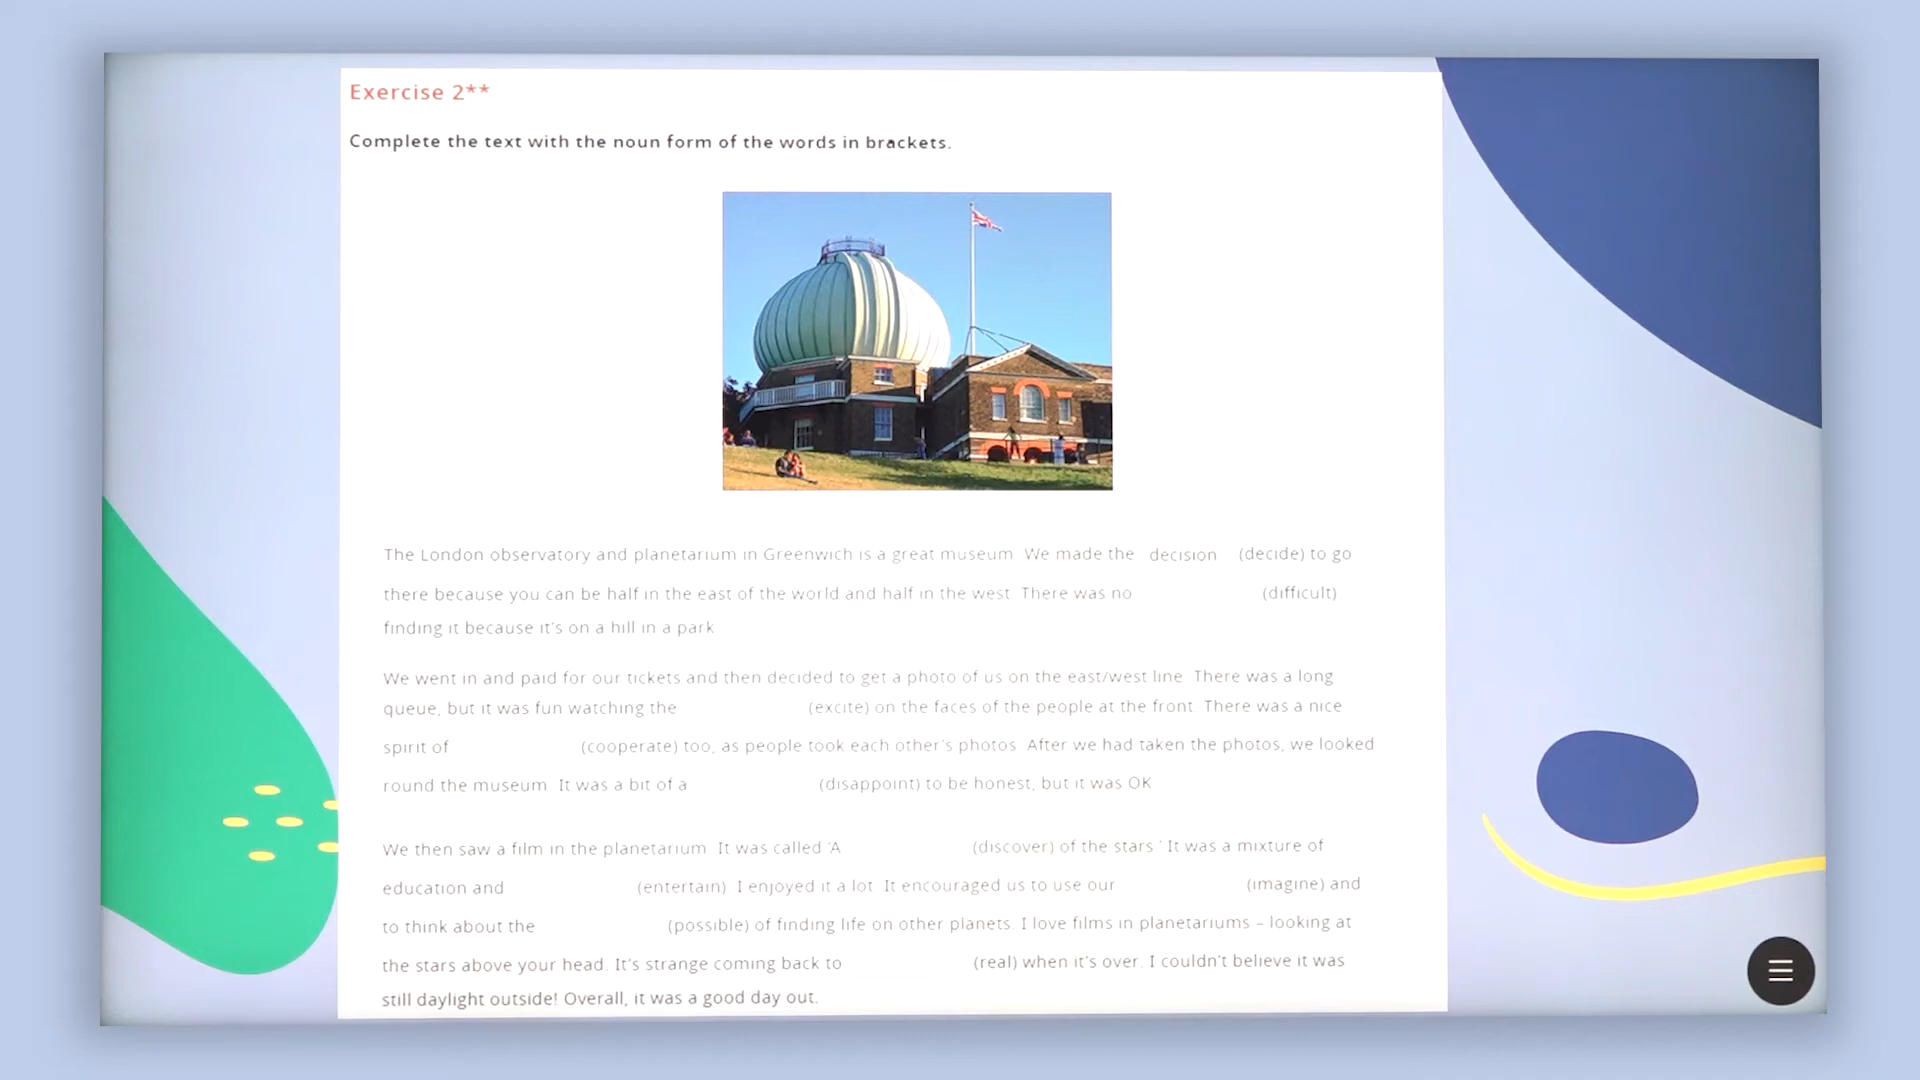 Exercise 2**
Complete the text with the noun form of the words in brackets.
The London observatory and planetarium in Greenwich is a great museum. We made the decision (decide) to go
there because you can be half in the east of the world and half in the west. There was no (difficult)
finding it because it's on a hill in a park.
We went in and paid for our tickets and then decided to get a photo of us on the east/west line. There was a long
queue, but it was fun watching the (excite) on the faces of the people at the front. There was a nice
spirit of (cooperate) too, as people took each other's photos. After we had taken the photos, we looked
round the museum. It was a bit of a (disappoint) to be honest, but it was OK.
We then saw a film in the planetarium. It was called 'A (discover) of the stars.' It was a mixture of
education and (entertain). I enjoyed it a lot. It encouraged us to use our (imagine) and
to think about the (possible) of finding life on other planets. I love films in planetariums – looking at
the stars above your head. It's strange coming back to (real) when it's over. I couldn't believe it was
still daylight outside! Overall, it was a good day out.